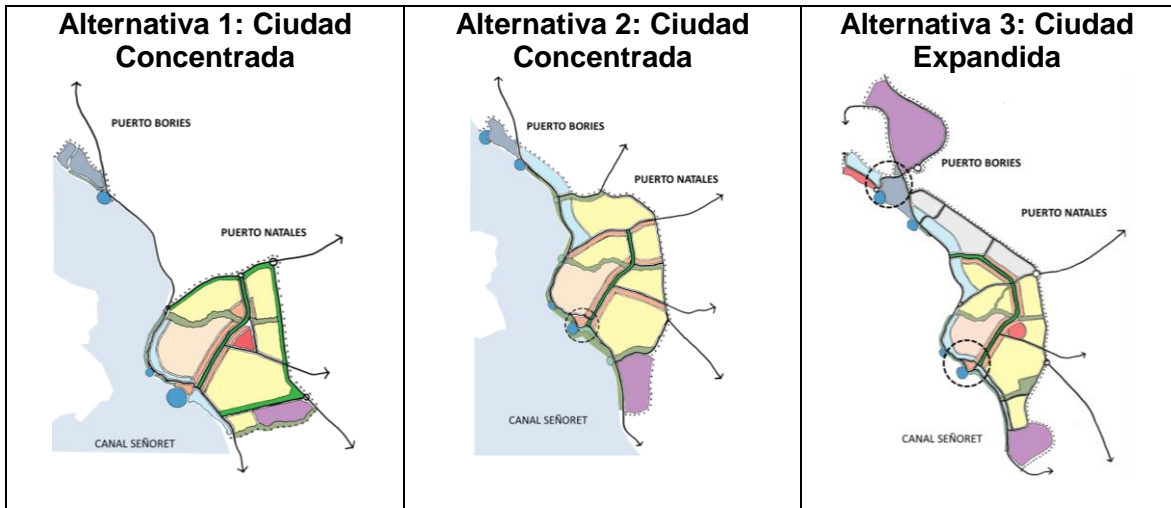 Alternativa 1: Ciudad
Concentrada
PUERTO BORIES
PUERTO NATALES
CANAL SEÑORET
Alternativa 2: Ciudad
Concentrada
PUERTO BORIES
PUERTO NATALES
CANAL SEÑORET
Alternativa 3: Ciudad
Expandida
PUERTO BORIES
PUERTO NATALES
CANAL SEÑORET